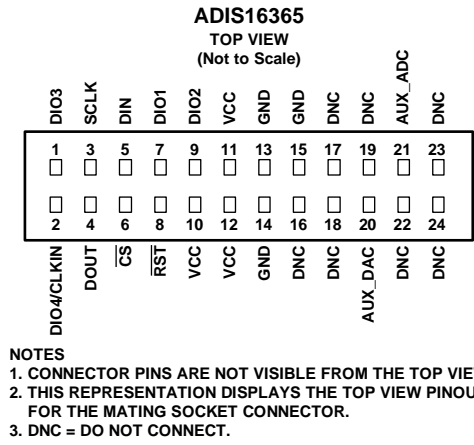 ADIS16365
TOP VIEW
(Not to Scale)
DIO3 SCLK DIN DIO1 DIO2 VCC GND GND DNC DNC AUX_ADC DNC
1 3 5 7 9 11 13 15 17 19 21 23
2 4 6 8 10 12 14 16 18 20 22 24
DIO4/CLKIN DOUT CS RST VCC VCC GND DNC DNC AUX_DAC DNC DNC
NOTES
1. CONNECTOR PINS ARE NOT VISIBLE FROM THE TOP VIE
2. THIS REPRESENTATION DISPLAYS THE TOP VIEW PINOU
FOR THE MATING SOCKET CONNECTOR.
3. DNC = DO NOT CONNECT.